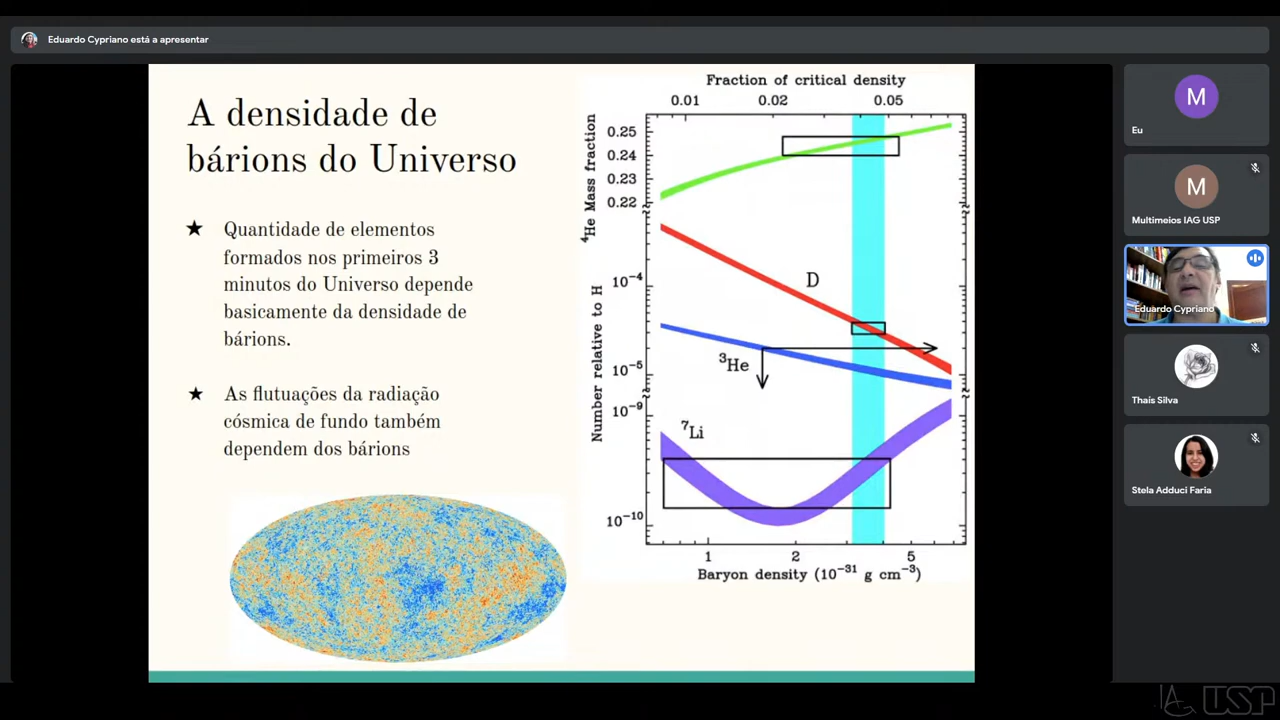 Eduardo Cypriano está a apresentar
A densidade de
bárions do Universo
★ Quantidade de elementos
formados nos primeiros 3
minutos do Universo depende
basicamente da densidade de
bárions.
★ As flutuações da radiação
cósmica de fundo também
dependem dos bárions
Fraction of critical density
0.01 0.02 0.05
⁴He Mass fraction
0.25
0.24
0.23
0.22
Number relative to H
10⁻⁴
10⁻⁵
10⁻⁹
10⁻¹⁰
D
³He
⁷Li
1 2 5
Baryon density (10⁻³¹ g cm⁻³)
M
Eu
M
Multimeios IAG USP
Eduardo Cypriano
Thais Silva
Stela Adduci Faria
USP